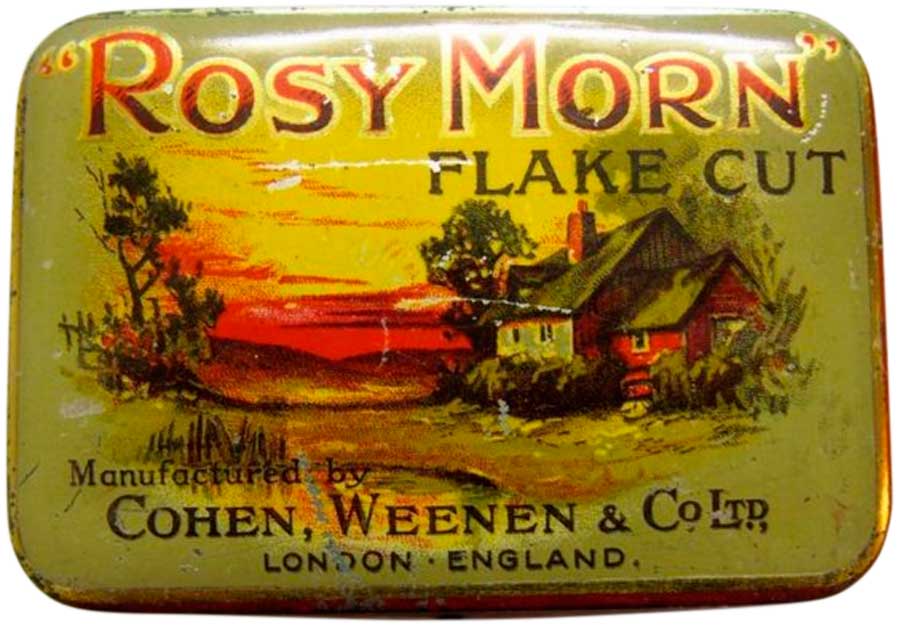 "ROSY MORN"
FLAKE CUT
Manufactured by
COHEN, WEENEN & CO LTD,
LONDON · ENGLAND.